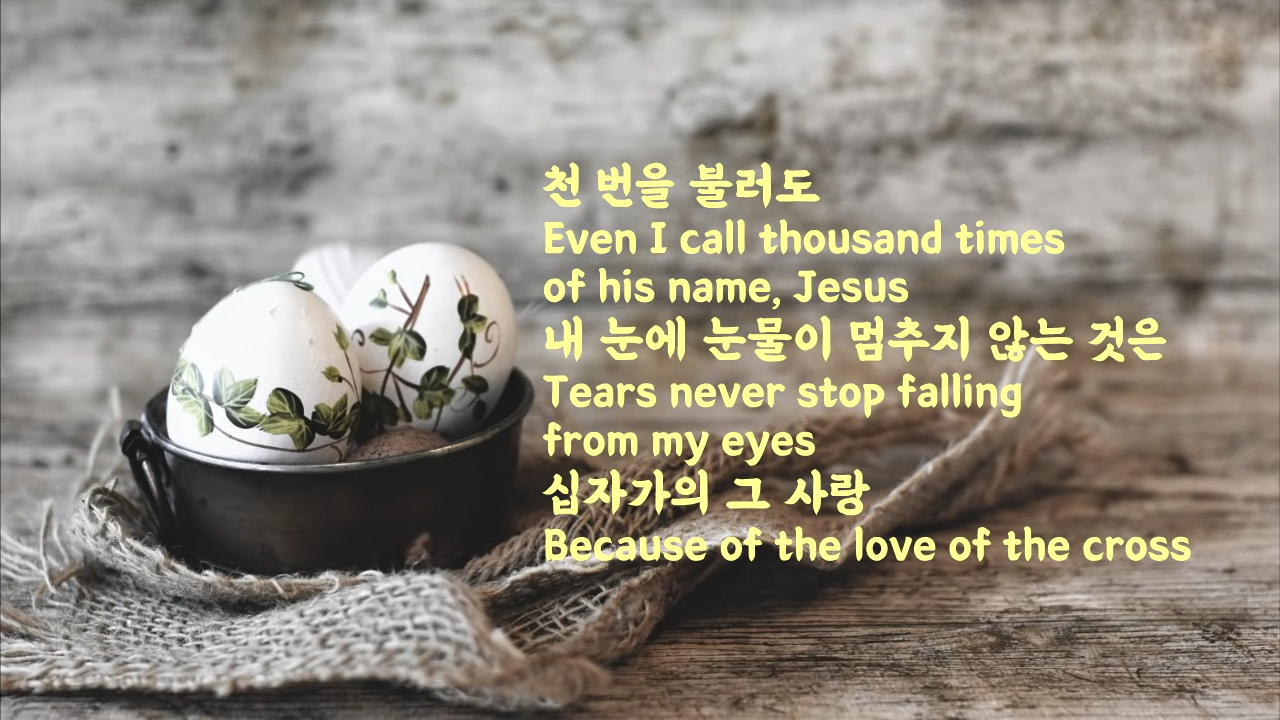 천 번을 불러도
Even I call thousand times
of his name, Jesus
내 눈에 눈물이 멈추지 않는 것은
Tears never stop falling
from my eyes
십자가의 그 사랑
Because of the love of the cross